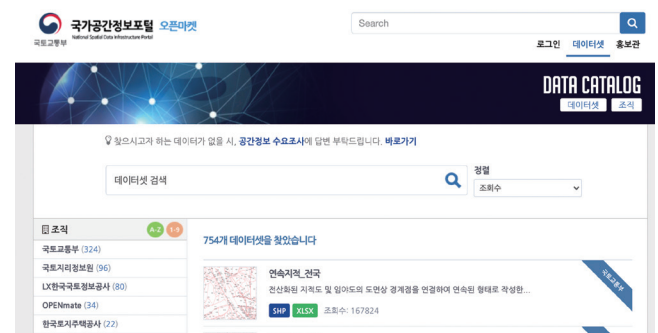 국토교통부
국가공간정보포털 오픈마켓
National Spatial Data Infrastructure Portal
Search
로그인 데이터셋 홍보관
DATA CATALOG
데이터셋 조직
찾으시고자 하는 데이터가 없을 시, 공간정보 수요조사에 답변 부탁드립니다. 바로가기
데이터셋 검색
정렬
조회수
조직 A-Z 1-9
국토교통부 (324)
국토지리정보원 (96)
LX한국국토정보공사 (80)
OPENmate (34)
한국토지주택공사 (22)
754개 데이터셋을 찾았습니다
연속지적_전국
전산화된 지적도 및 임야도의 도면상 경계점을 연결하여 연속된 형태로 작성한...
SHP XLSX 조회수: 167824
국토교통부